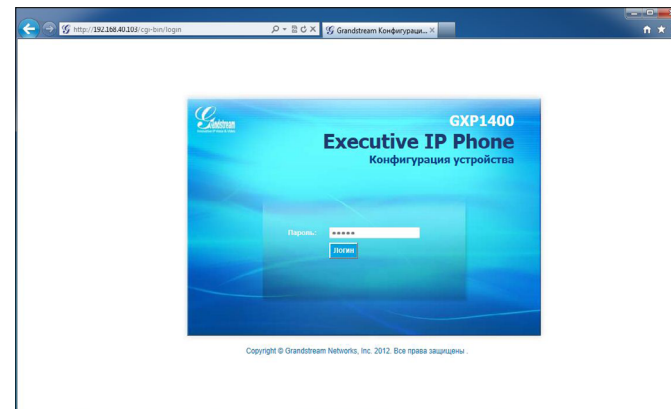 http://192.168.40.103/cgi-bin/login
Grandstream Конфигураци...
Grandstream
GXP1400
Executive IP Phone
Конфигурация устройства
Пароль:
Логин
Copyright © Grandstream Networks, Inc. 2012. Все права защищены .